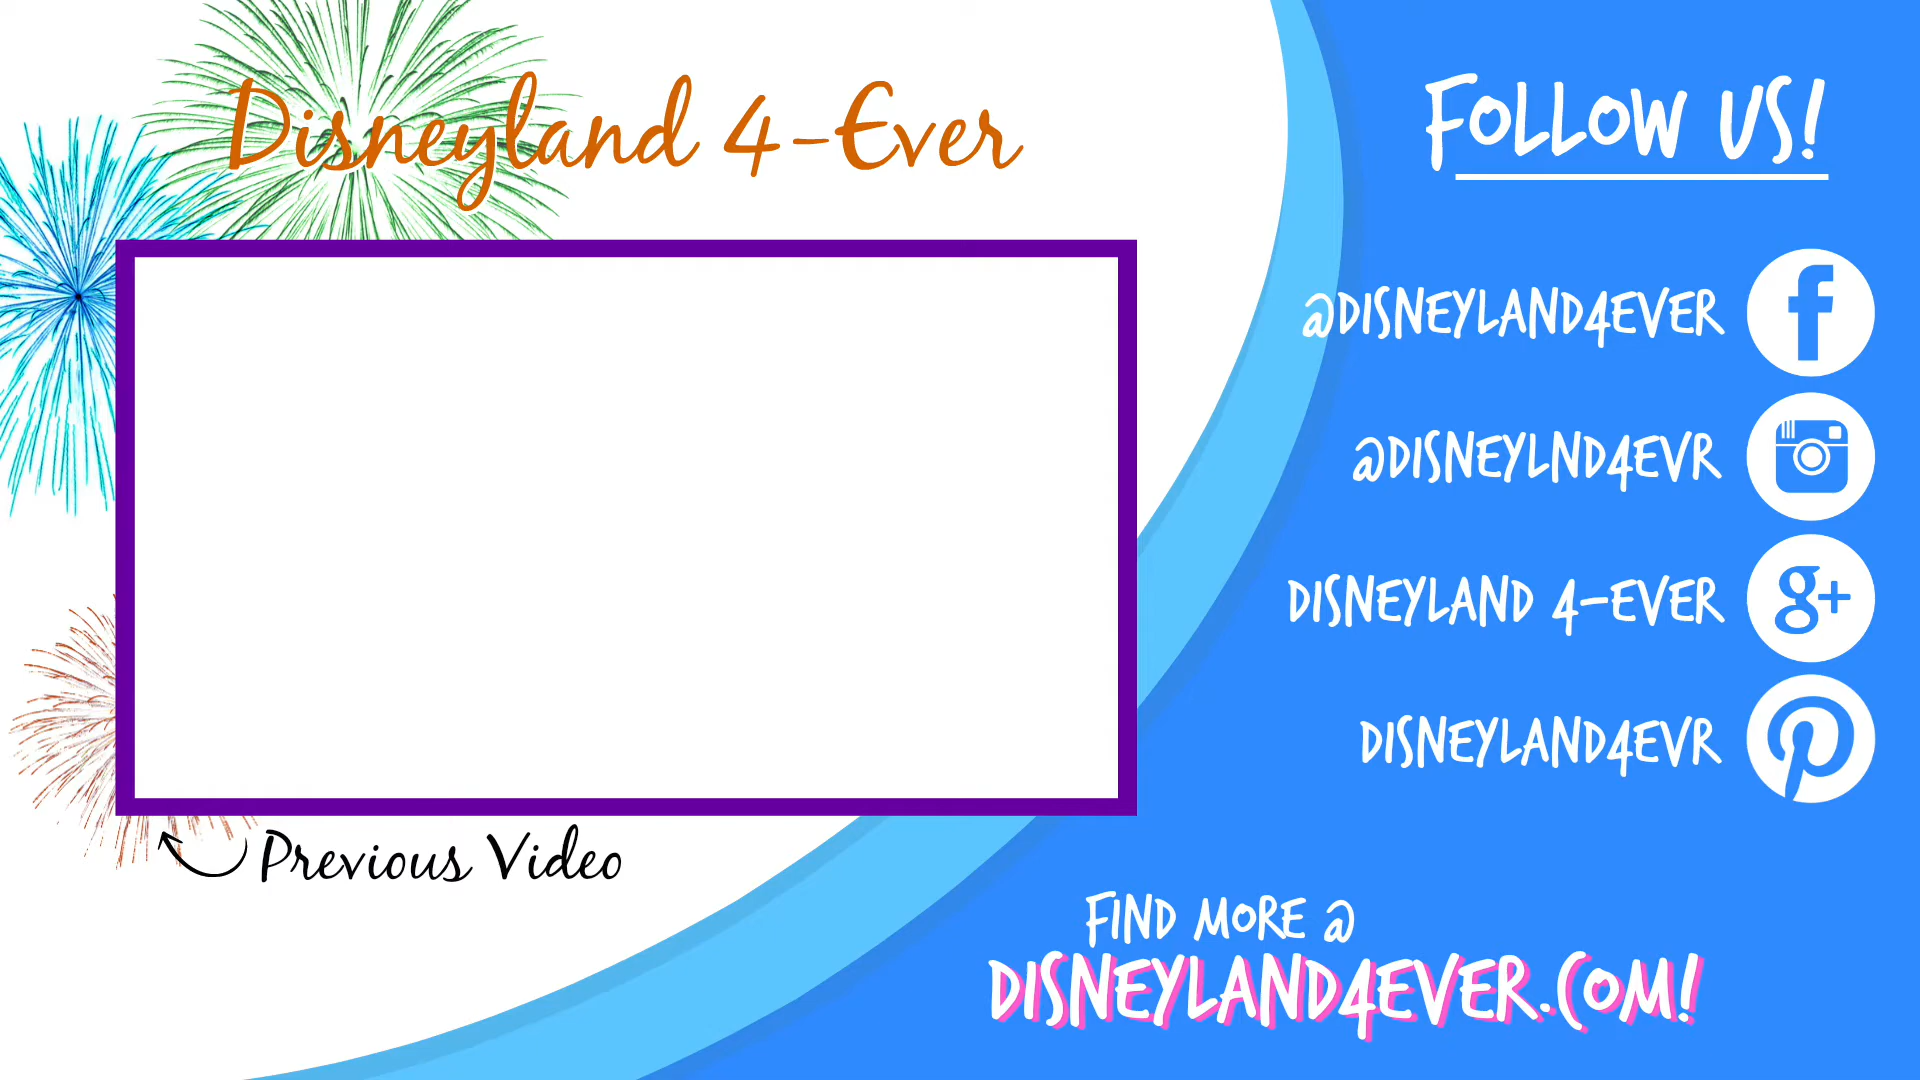 Disneyland 4-Ever
Previous Video
FOLLOW US!
@DISNEYLAND4EVER
@DISNEYLND4EVR
DISNEYLAND 4-EVER
DISNEYLAND4EVR
FIND MORE @
DISNEYLAND4EVER.COM!